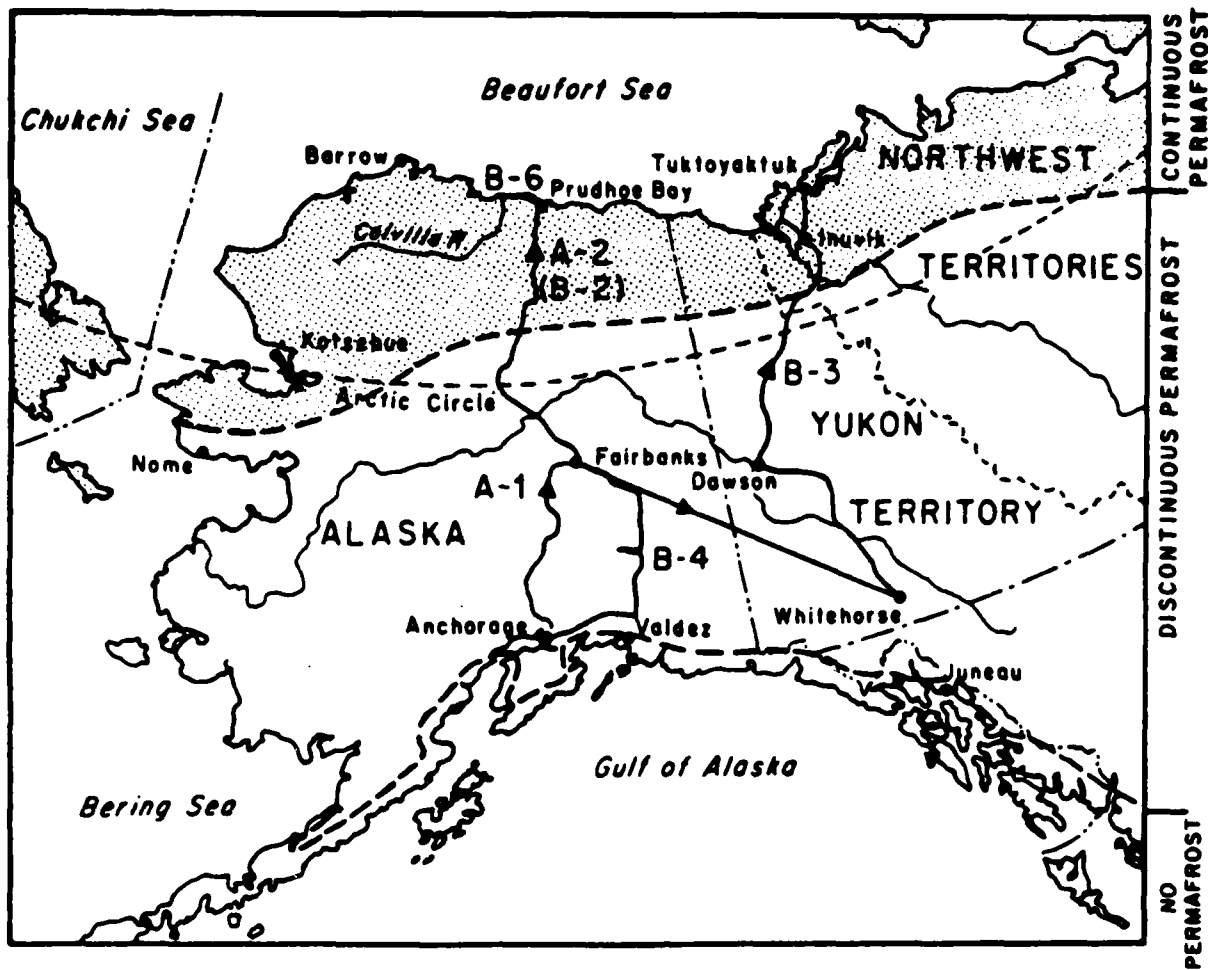 Beaufort Sea
Chukchi Sea
CONTINUOUS
PERMAFROST
Barrow
Tuktoyaktuk
NORTHWEST
B-6
Prudhoe Bay
Colville R.
Inuvik
A-2
(B-2)
TERRITORIES
Kotzebue
B-3
Arctic Circle
YUKON
Nome
Fairbanks
Dawson
A-1
TERRITORY
ALASKA
B-4
DISCONTINUOUS PERMAFROST
Anchorage
Valdez
Whitehorse
Juneau
Gulf of Alaska
Bering Sea
NO
PERMAFROST